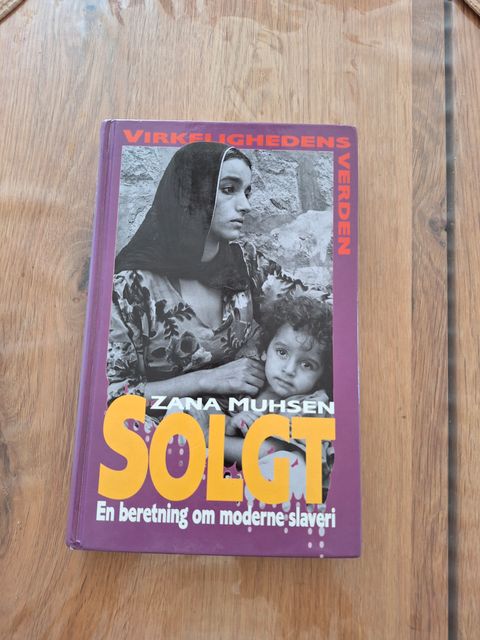 VIRKELIGHEDENS VERDEN
ZANA MUHSEN
SOLGT
En beretning om moderne slaveri